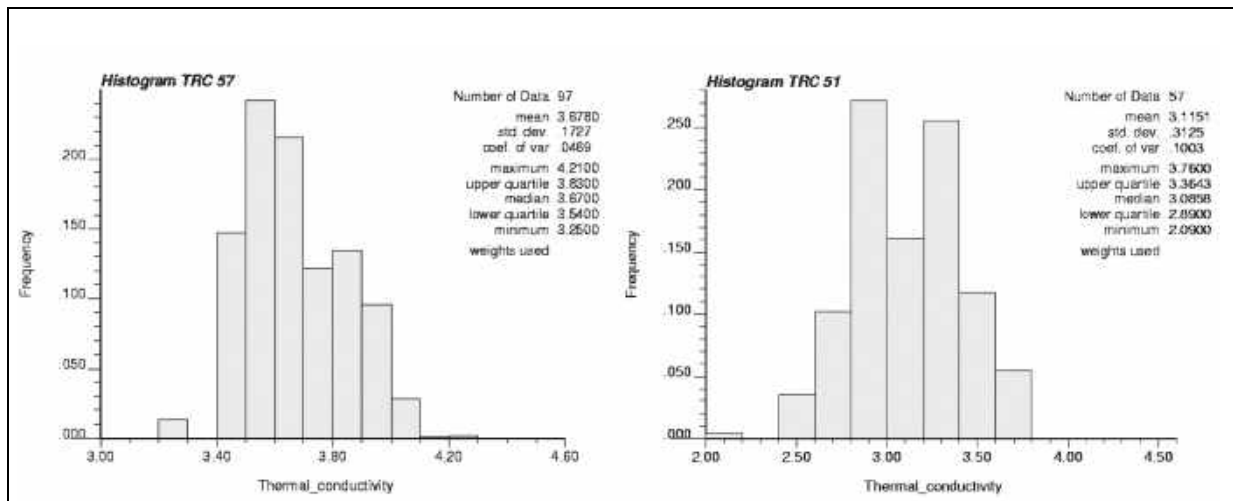 Histogram TRC 57
Number of Data 97
mean 3.6780
std. dev. .1727
coef. of var .0469
maximum 4.2100
upper quartile 3.8300
median 3.6700
lower quartile 3.5400
minimum 3.2500
weights used
Frequency
.200
.150
.100
.050
.000
3.00 3.40 3.80 4.20 4.60
Thermal_conductivity
Histogram TRC 51
Number of Data 57
mean 3.1151
std. dev. .3125
coef. of var .1003
maximum 3.7600
upper quartile 3.3643
median 3.0858
lower quartile 2.8900
minimum 2.0900
weights used
Frequency
.250
.200
.150
.100
.050
.000
2.00 2.50 3.00 3.50 4.00 4.50
Thermal_conductivity